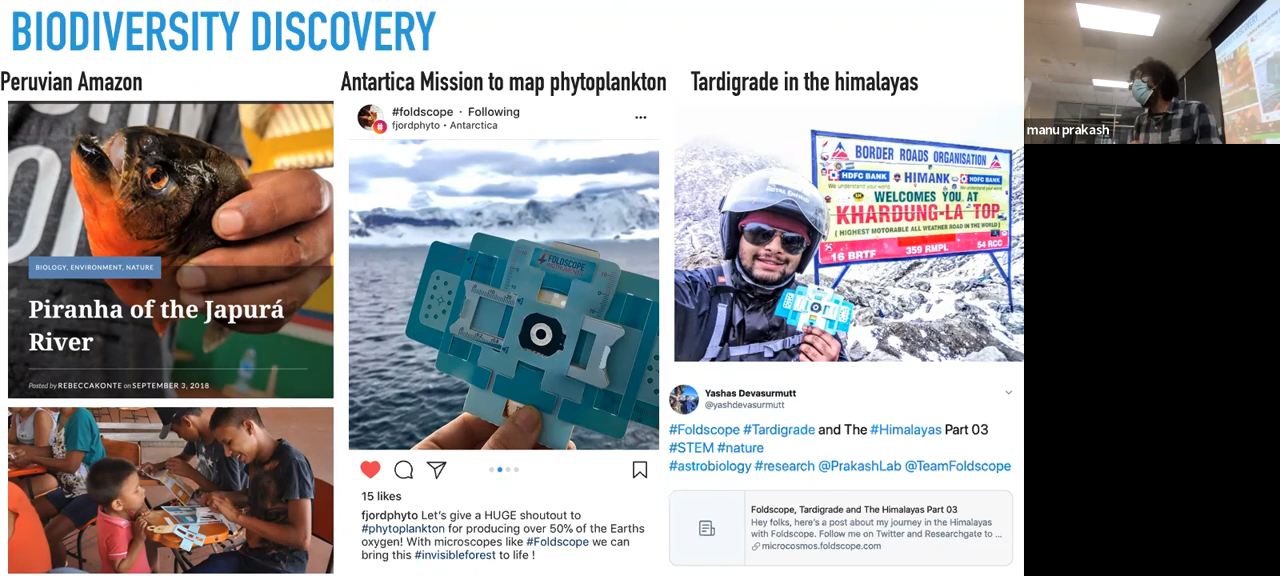 BIODIVERSITY DISCOVERY
Peruvian Amazon
BIOLOGY, ENVIRONMENT, NATURE
Piranha of the Japurá
River
Posted by REBECCAKONTE on SEPTEMBER 3, 2018
Antartica Mission to map phytoplankton
#foldscope · Following
fjordphyto • Antarctica
FOLDSCOPE
INSTRUMENTS
15 likes
fjordphyto Let's give a HUGE shoutout to
#phytoplankton for producing over 50% of the Earths
oxygen! With microscopes like #Foldscope we can
bring this #invisibleforest to life !
Tardigrade in the himalayas
BORDER ROADS ORGANISATION
HDFC BANK HIMANK HDFC BANK
We understand your world
WELCOMES YOU AT
KHARDUNG-LA TOP
( HIGHEST MOTORABLE ALL WEATHER ROAD IN THE WORLD )
16 BRTF 359 RMPL 54 RCC
Yashas Devasurmutt
@yashdevasurmutt
#Foldscope #Tardigrade and The #Himalayas Part 03
#STEM #nature
#astrobiology #research @PrakashLab @TeamFoldscope
Foldscope, Tardigrade and The Himalayas Part 03
Hey folks, here's a post about my journey in the Himalayas
with Foldscope. Follow me on Twitter and Researchgate to ...
microcosmos.foldscope.com
manu prakash